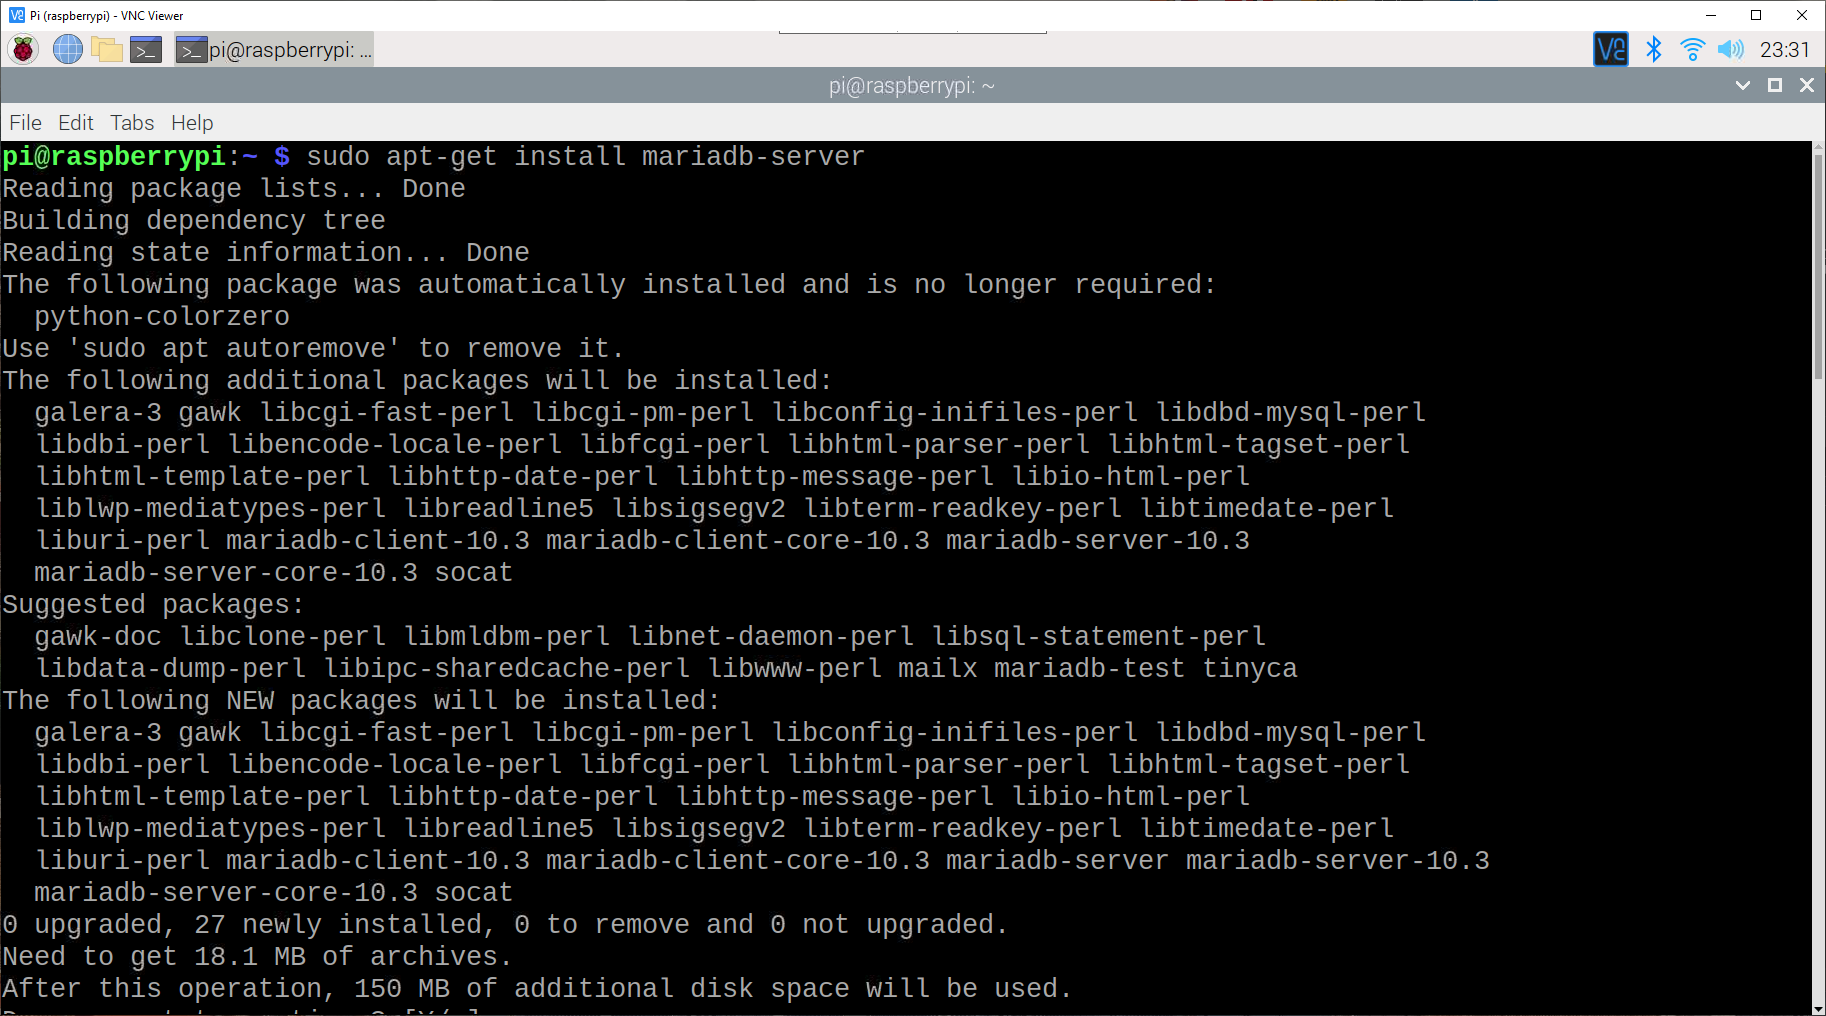 Pi (raspberrypi) - VNC Viewer
pi@raspberrypi: ...
23:31
pi@raspberrypi: ~
File Edit Tabs Help
pi@raspberrypi:~ $ sudo apt-get install mariadb-server
Reading package lists... Done
Building dependency tree
Reading state information... Done
The following package was automatically installed and is no longer required:
python-colorzero
Use 'sudo apt autoremove' to remove it.
The following additional packages will be installed:
galera-3 gawk libcgi-fast-perl libcgi-pm-perl libconfig-inifiles-perl libdbd-mysql-perl
libdbi-perl libencode-locale-perl libfcgi-perl libhtml-parser-perl libhtml-tagset-perl
libhtml-template-perl libhttp-date-perl libhttp-message-perl libio-html-perl
liblwp-mediatypes-perl libreadline5 libsigsegv2 libterm-readkey-perl libtimedate-perl
liburi-perl mariadb-client-10.3 mariadb-client-core-10.3 mariadb-server-10.3
mariadb-server-core-10.3 socat
Suggested packages:
gawk-doc libclone-perl libmldbm-perl libnet-daemon-perl libsql-statement-perl
libdata-dump-perl libipc-sharedcache-perl libwww-perl mailx mariadb-test tinyca
The following NEW packages will be installed:
galera-3 gawk libcgi-fast-perl libcgi-pm-perl libconfig-inifiles-perl libdbd-mysql-perl
libdbi-perl libencode-locale-perl libfcgi-perl libhtml-parser-perl libhtml-tagset-perl
libhtml-template-perl libhttp-date-perl libhttp-message-perl libio-html-perl
liblwp-mediatypes-perl libreadline5 libsigsegv2 libterm-readkey-perl libtimedate-perl
liburi-perl mariadb-client-10.3 mariadb-client-core-10.3 mariadb-server mariadb-server-10.3
mariadb-server-core-10.3 socat
0 upgraded, 27 newly installed, 0 to remove and 0 not upgraded.
Need to get 18.1 MB of archives.
After this operation, 150 MB of additional disk space will be used.